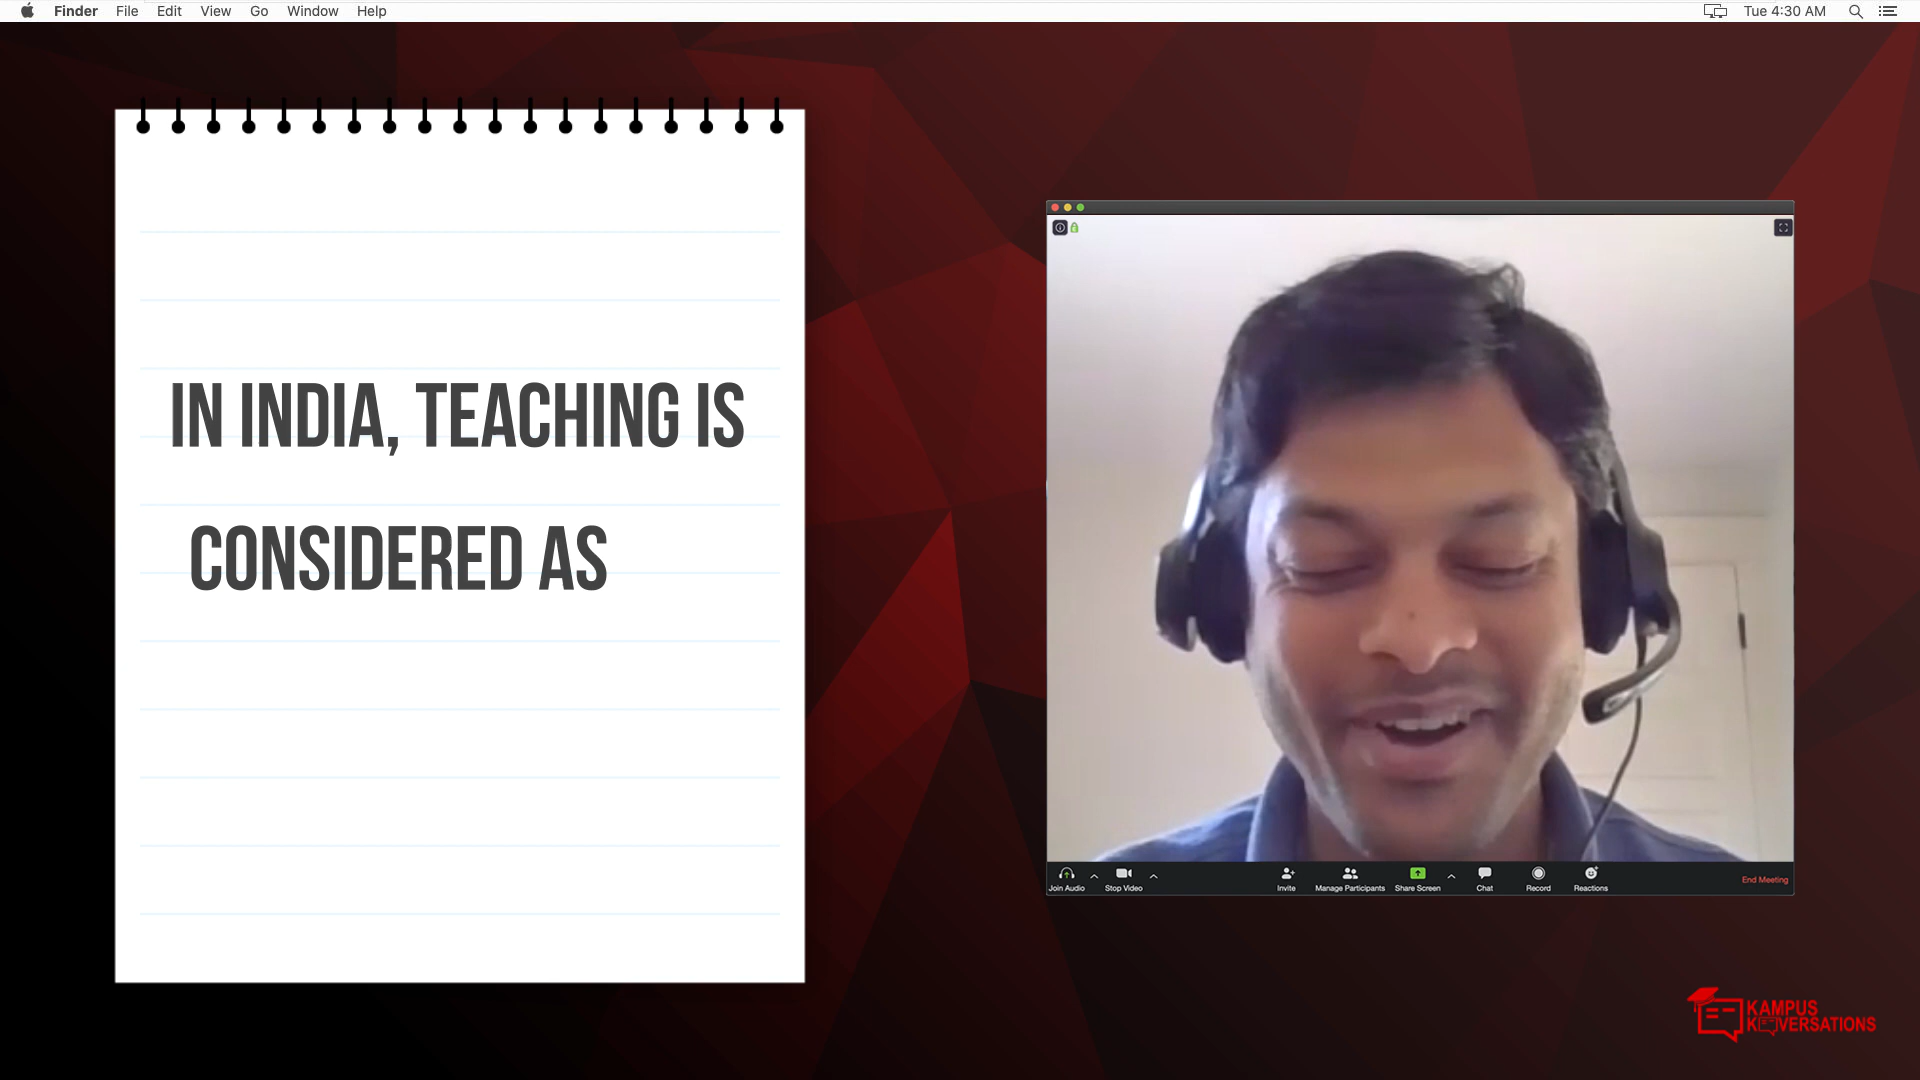 Finder File Edit View Go Window Help
Tue 4:30 AM
IN INDIA, TEACHING IS
CONSIDERED AS
Join Audio
Stop Video
Invite
Manage Participants
Share Screen
Chat
Record
Reactions
End Meeting
KAMPUS
KONVERSATIONS